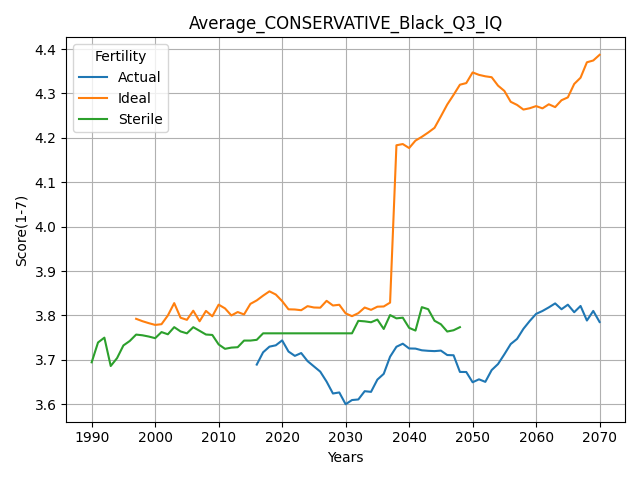 Average_CONSERVATIVE_Black_Q3_IQ
Fertility
Actual
Ideal
Sterile
Score(1-7)
4.4
4.3
4.2
4.1
4.0
3.9
3.8
3.7
3.6
1990 2000 2010 2020 2030 2040 2050 2060 2070
Years